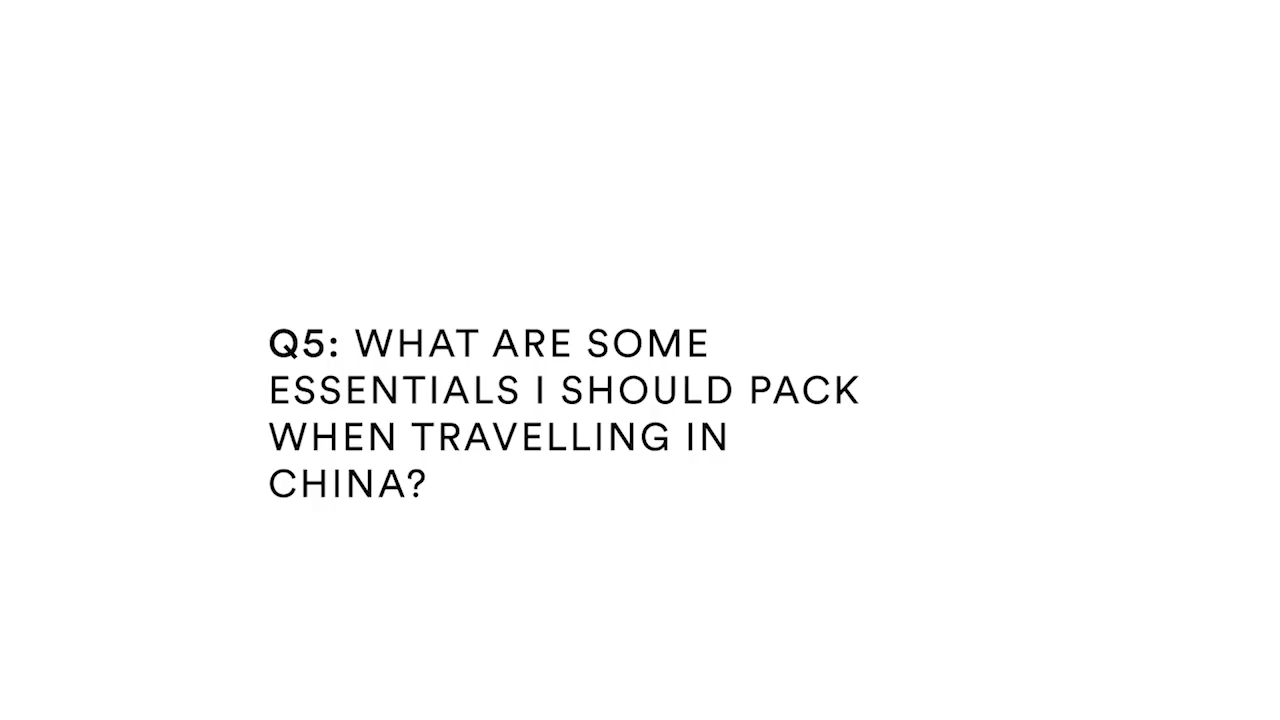 Q5: WHAT ARE SOME
ESSENTIALS I SHOULD PACK
WHEN TRAVELLING IN
CHINA?